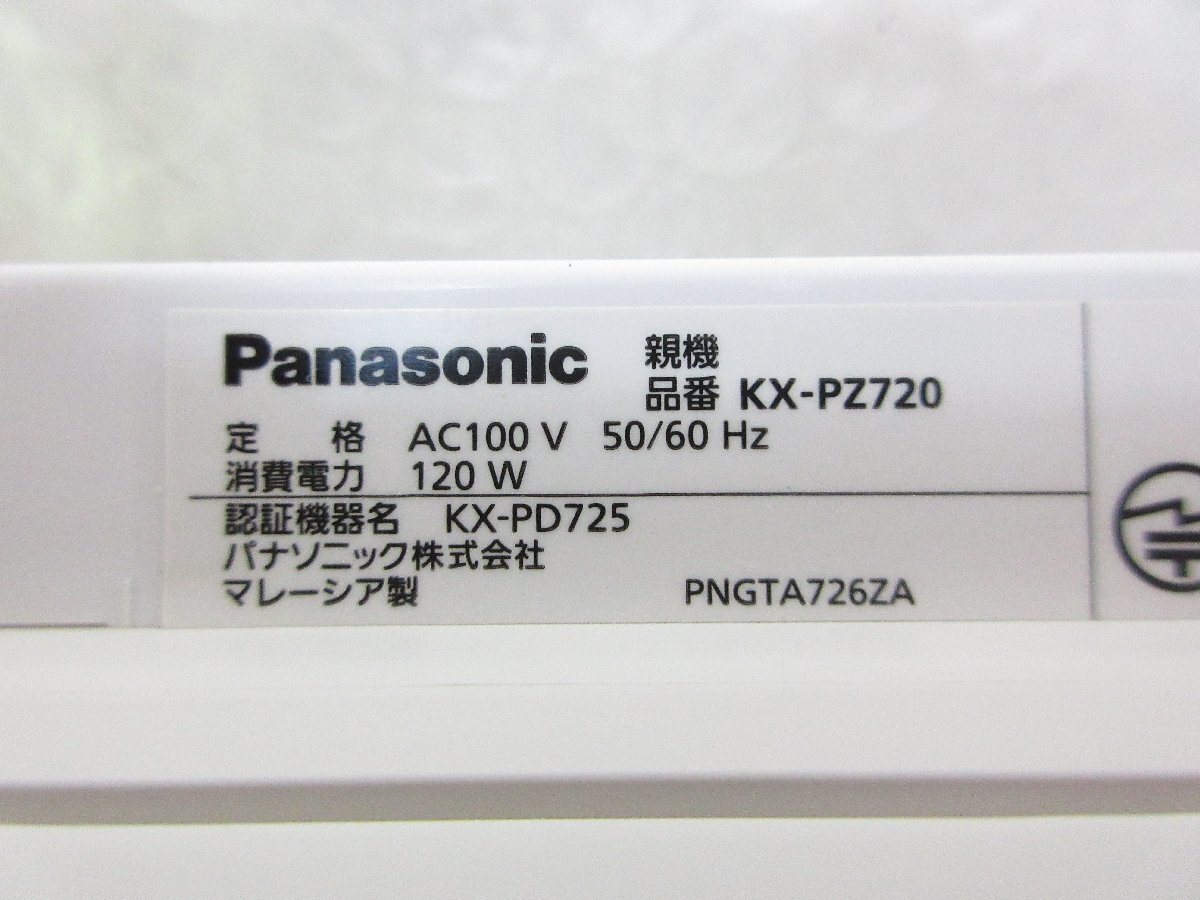 Panasonic
親機
品番 KX-PZ720
定 格 AC100 V 50/60 Hz
消費電力 120 W
認証機器名 KX-PD725
パナソニック株式会社
マレーシア製 PNGTA726ZA